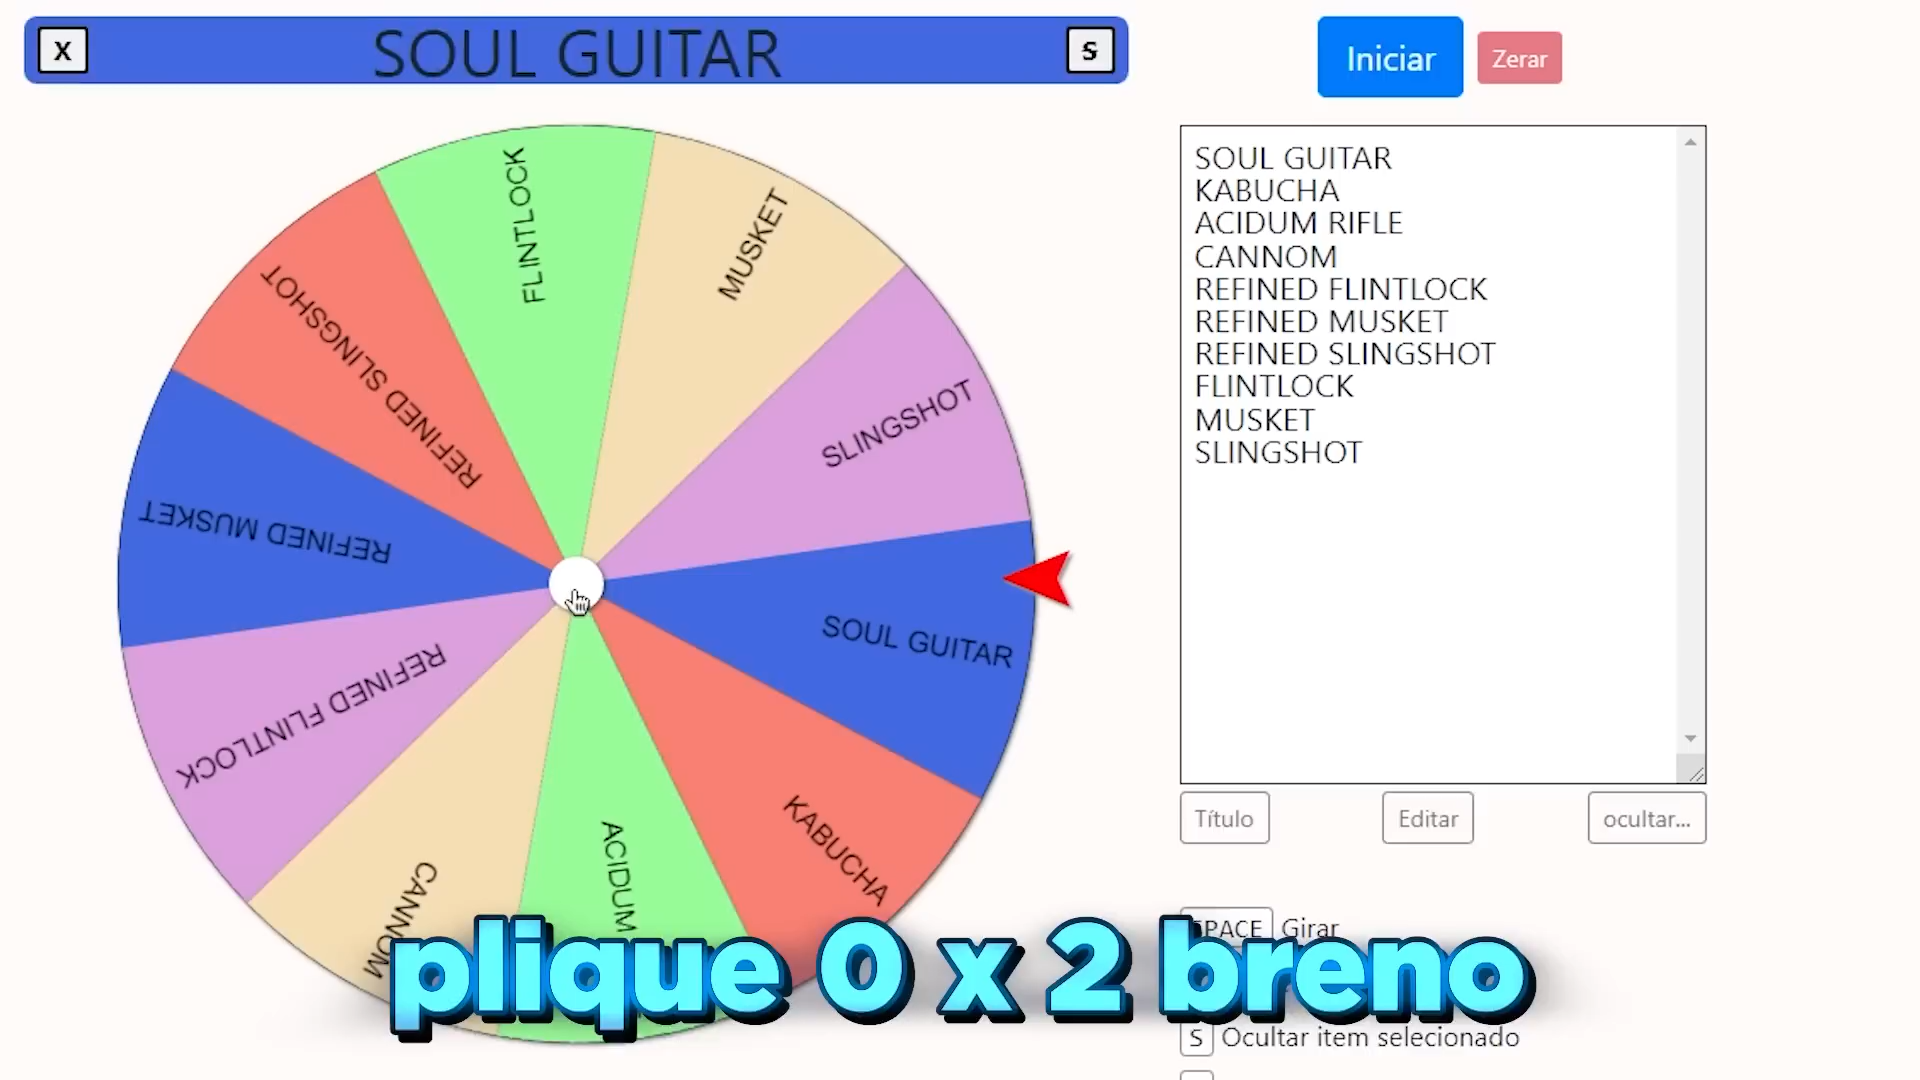 X
SOUL GUITAR
S
Iniciar
Zerar
FLINTLOCK
MUSKET
SLINGSHOT
SOUL GUITAR
KABUCHA
ACIDUM
CANNOM
REFINED FLINTLOCK
REFINED MUSKET
REFINED SLINGSHOT
SOUL GUITAR
KABUCHA
ACIDUM RIFLE
CANNOM
REFINED FLINTLOCK
REFINED MUSKET
REFINED SLINGSHOT
FLINTLOCK
MUSKET
SLINGSHOT
Título
Editar
ocultar...
SPACE Girar
plique 0 x 2 breno
S Ocultar item selecionado